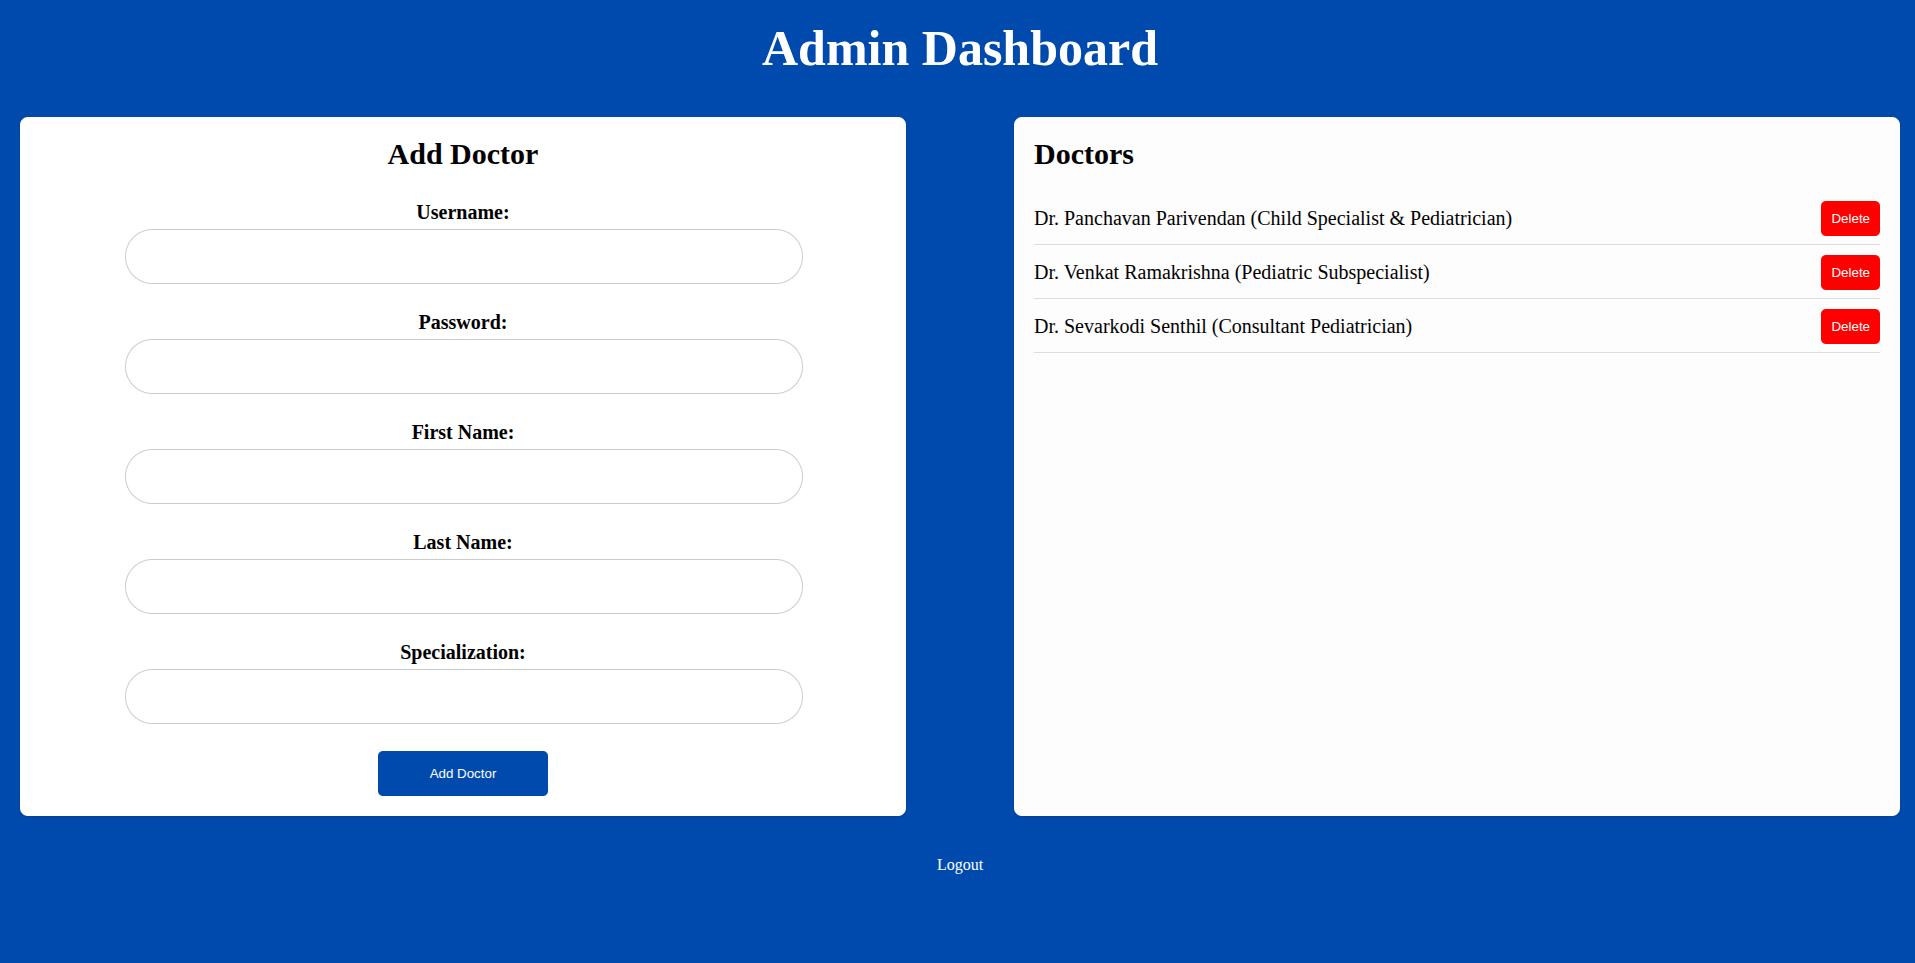 Admin Dashboard
Add Doctor
Username:
Password:
First Name:
Last Name:
Specialization:
Add Doctor
Doctors
Dr. Panchavan Parivendan (Child Specialist & Pediatrician) Delete
Dr. Venkat Ramakrishna (Pediatric Subspecialist) Delete
Dr. Sevarkodi Senthil (Consultant Pediatrician) Delete
Logout